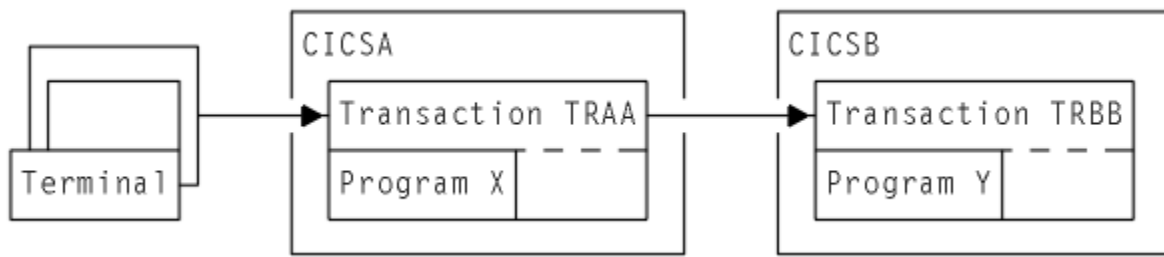 CICSA
CICSB
Transaction TRAA
Transaction TRBB
Terminal
Program X
Program Y